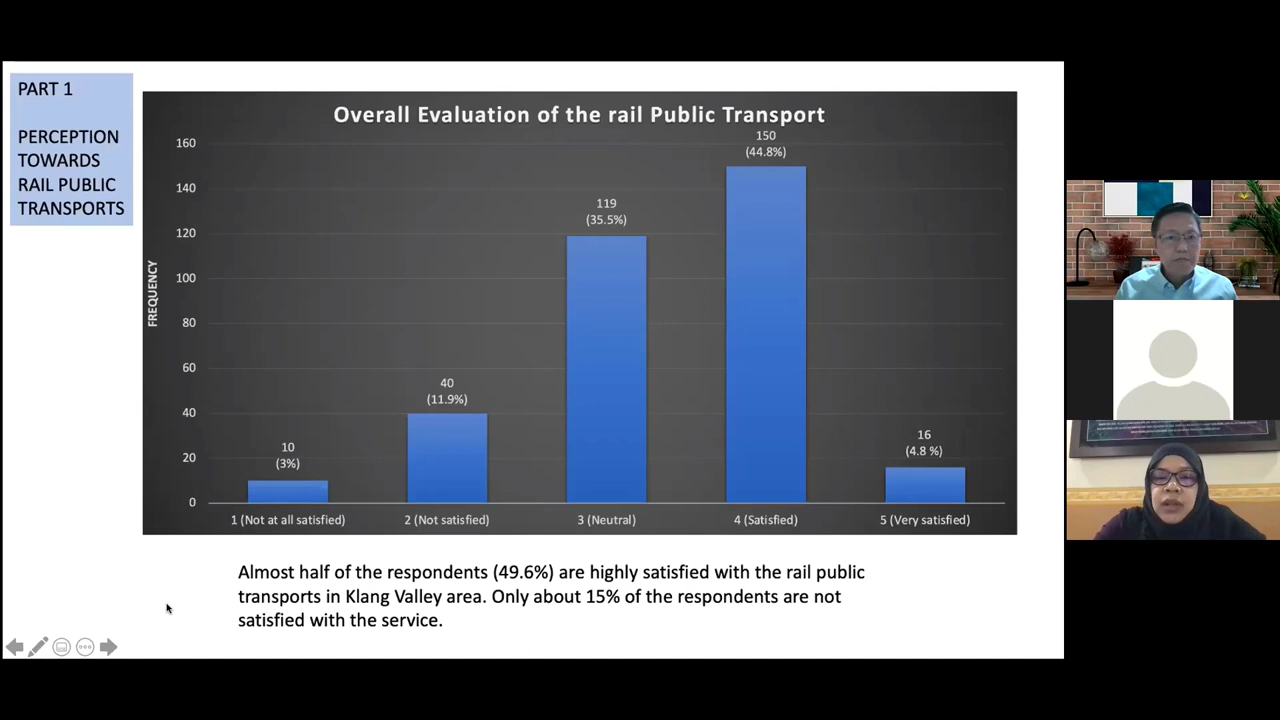 PART 1
PERCEPTION
TOWARDS
RAIL PUBLIC
TRANSPORTS
Overall Evaluation of the rail Public Transport
FREQUENCY
160
140
120
100
80
60
40
20
0
10
(3%)
40
(11.9%)
119
(35.5%)
150
(44.8%)
16
(4.8 %)
1 (Not at all satisfied)
2 (Not satisfied)
3 (Neutral)
4 (Satisfied)
5 (Very satisfied)
Almost half of the respondents (49.6%) are highly satisfied with the rail public
transports in Klang Valley area. Only about 15% of the respondents are not
satisfied with the service.